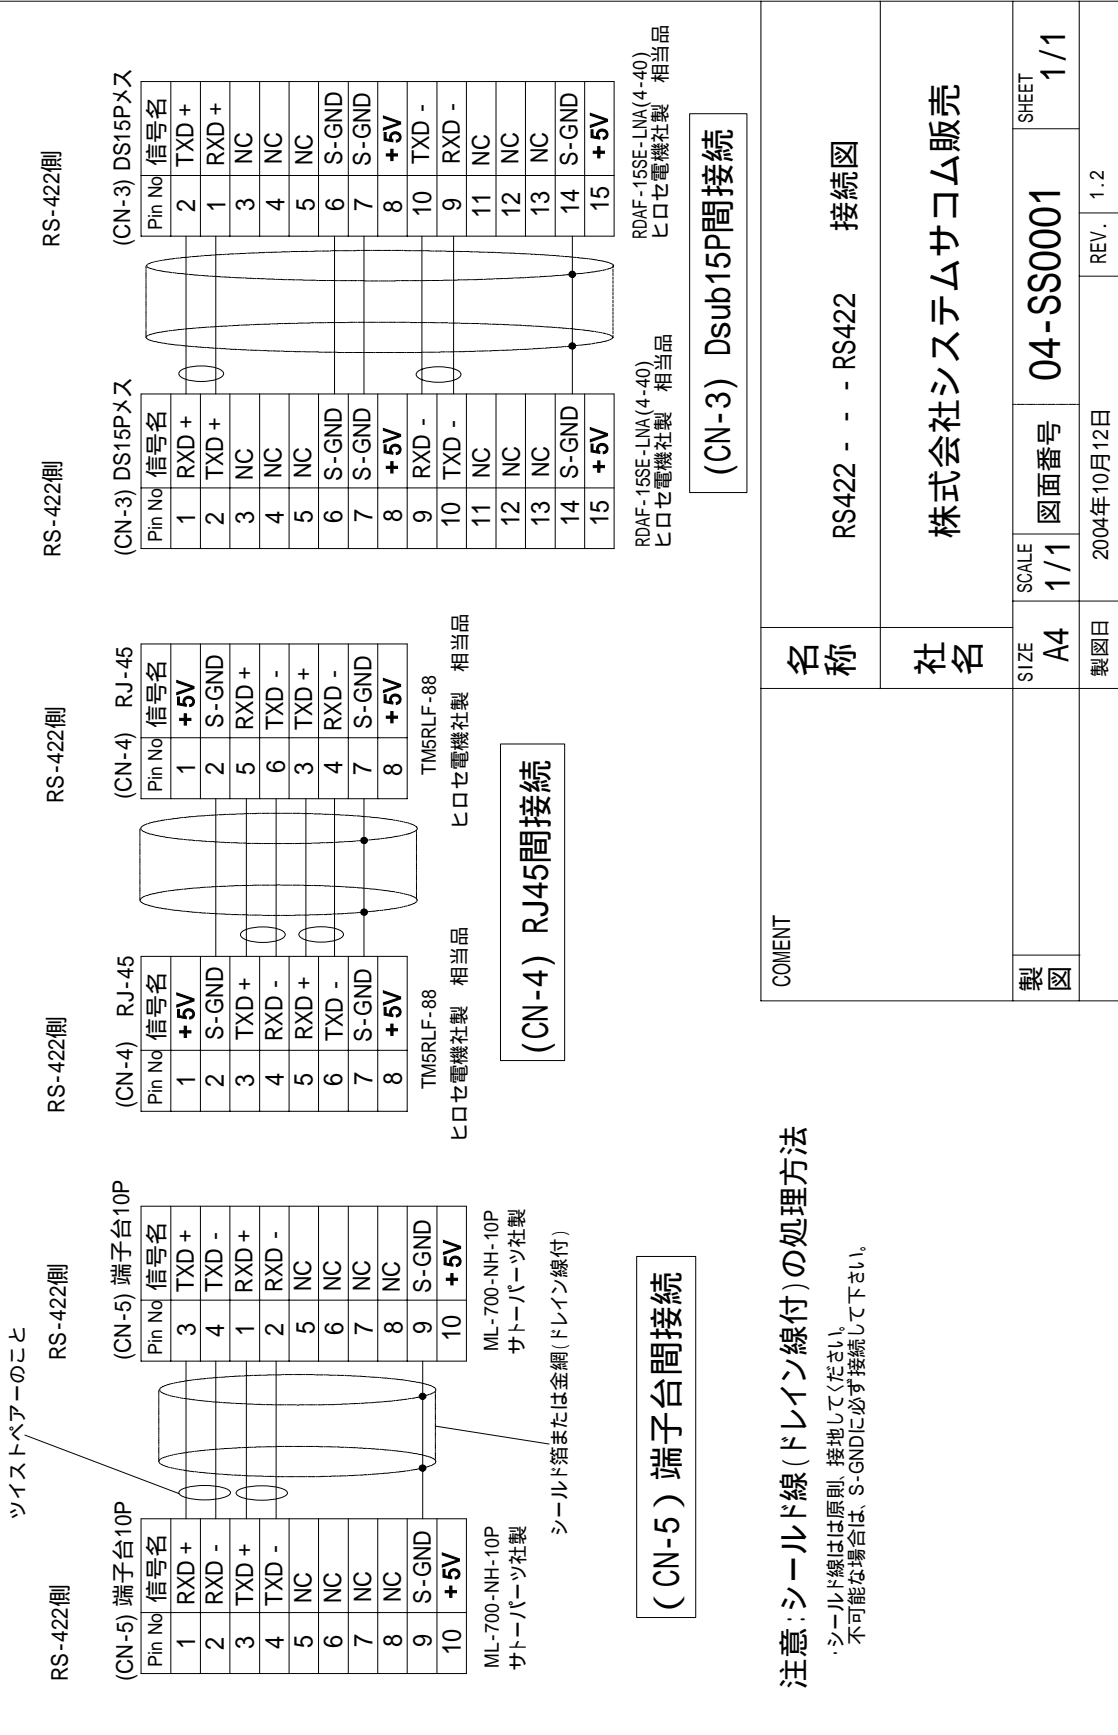 ツイストペアーのこと
RS-422側
RS-422側
(CN-5) 端子台10P
(CN-5) 端子台10P
Pin No 信号名
1 RXD +
2 RXD -
3 TXD +
4 TXD -
5 NC
6 NC
7 NC
8 NC
9 S-GND
10 +5V
Pin No 信号名
3 TXD +
4 TXD -
1 RXD +
2 RXD -
5 NC
6 NC
7 NC
8 NC
9 S-GND
10 +5V
ML-700-NH-10P
サトーパーツ社製
ML-700-NH-10P
サトーパーツ社製
シールド箔または金網(ドレイン線付)
(CN-5) 端子台間接続
RS-422側
RS-422側
(CN-4) RJ-45
(CN-4) RJ-45
Pin No 信号名
1 +5V
2 S-GND
3 TXD +
4 RXD -
5 RXD +
6 TXD -
7 S-GND
8 +5V
Pin No 信号名
1 +5V
2 S-GND
5 RXD +
6 TXD -
3 TXD +
4 RXD -
7 S-GND
8 +5V
TM5RLF-88
ヒロセ電機社製 相当品
TM5RLF-88
ヒロセ電機社製 相当品
(CN-4) RJ45間接続
RS-422側
RS-422側
(CN-3) DS15Pメス
(CN-3) DS15Pメス
Pin No 信号名
1 RXD +
2 TXD +
3 NC
4 NC
5 NC
6 S-GND
7 S-GND
8 +5V
9 RXD -
10 TXD -
11 NC
12 NC
13 NC
14 S-GND
15 +5V
Pin No 信号名
2 TXD +
1 RXD +
3 NC
4 NC
5 NC
6 S-GND
7 S-GND
8 +5V
10 TXD -
9 RXD -
11 NC
12 NC
13 NC
14 S-GND
15 +5V
RDAF-15SE-LNA(4-40)
ヒロセ電機社製 相当品
RDAF-15SE-LNA(4-40)
ヒロセ電機社製 相当品
(CN-3) Dsub15P間接続
注意:シールド線(ドレイン線付)の処理方法
・シールド線はは原則、接地してください。
不可能な場合は、S-GNDに必ず接続して下さい。
COMENT
名称
RS422 - - - RS422 接続図
社名
株式会社システムサコム販売
製図
SIZE
A4
SCALE
1/1
図面番号
04-SS0001
SHEET
1/1
製図日
2004年10月12日
REV. 1.2